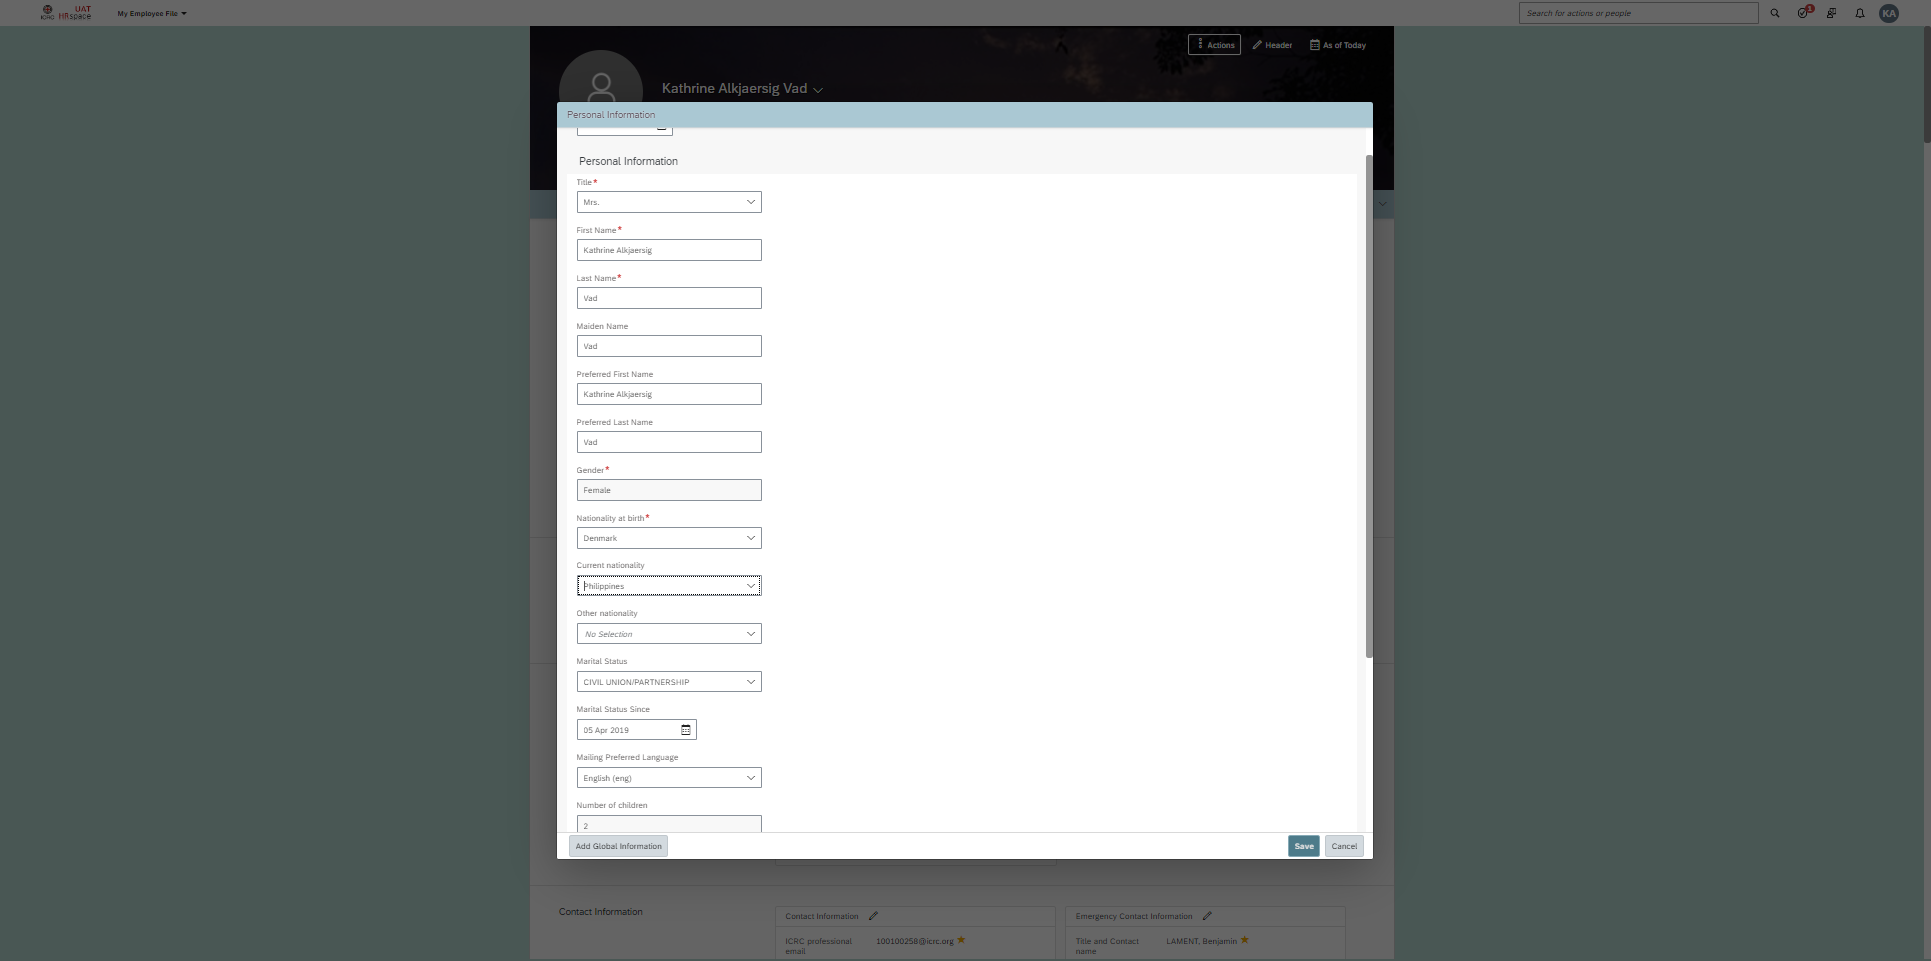 ICRC
UAT
HRspace
My Employee File
Search for actions or people
1
KA
Actions
Header
As of Today
Kathrine Alkjaersig Vad
Personal Information
Personal Information
Title*
Mrs.
First Name*
Kathrine Alkjaersig
Last Name*
Vad
Maiden Name
Vad
Preferred First Name
Kathrine Alkjaersig
Preferred Last Name
Vad
Gender*
Female
Nationality at birth*
Denmark
Current nationality
Philippines
Other nationality
No Selection
Marital Status
CIVIL UNION/PARTNERSHIP
Marital Status Since
05 Apr 2019
Mailing Preferred Language
English (eng)
Number of children
2
Add Global Information
Save
Cancel
Contact Information
Contact Information
ICRC professional
email
100100258@icrc.org
Emergency Contact Information
Title and Contact
name
LAMENT, Benjamin